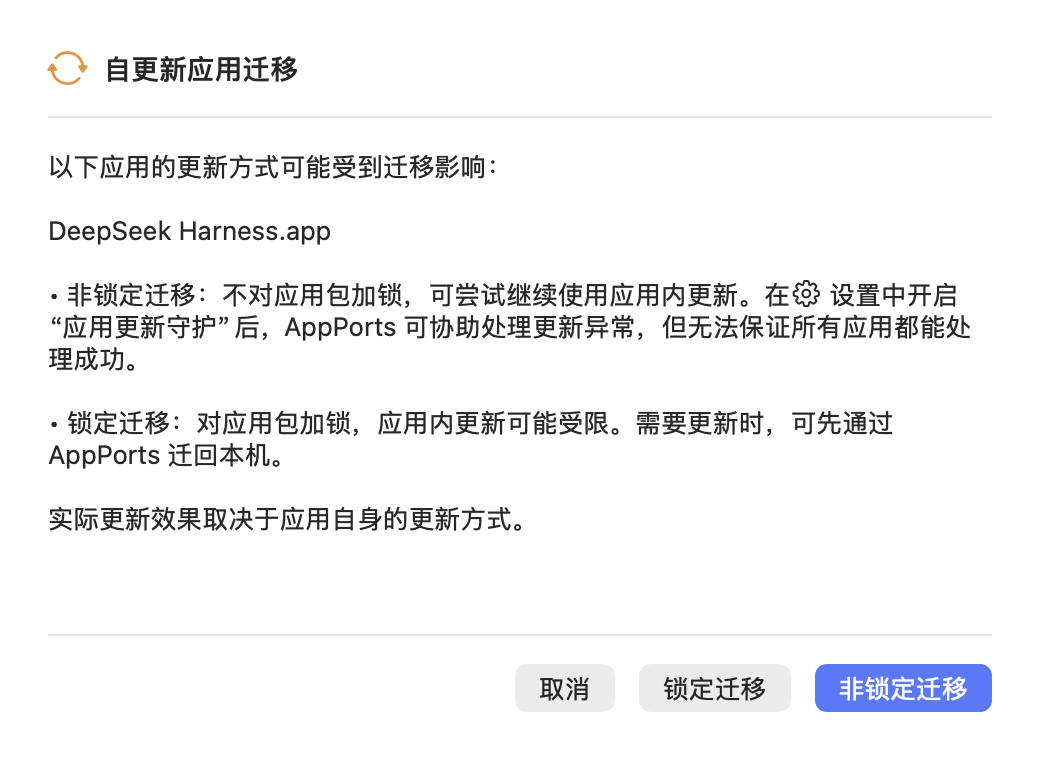 自更新应用迁移
以下应用的更新方式可能受到迁移影响：
DeepSeek Harness.app
• 非锁定迁移：不对应用包加锁，可尝试继续使用应用内更新。在 设置中开启
“应用更新守护”后，AppPorts 可协助处理更新异常，但无法保证所有应用都能处
理成功。
• 锁定迁移：对应用包加锁，应用内更新可能受限。需要更新时，可先通过
AppPorts 迁回本机。
实际更新效果取决于应用自身的更新方式。
取消
锁定迁移
非锁定迁移